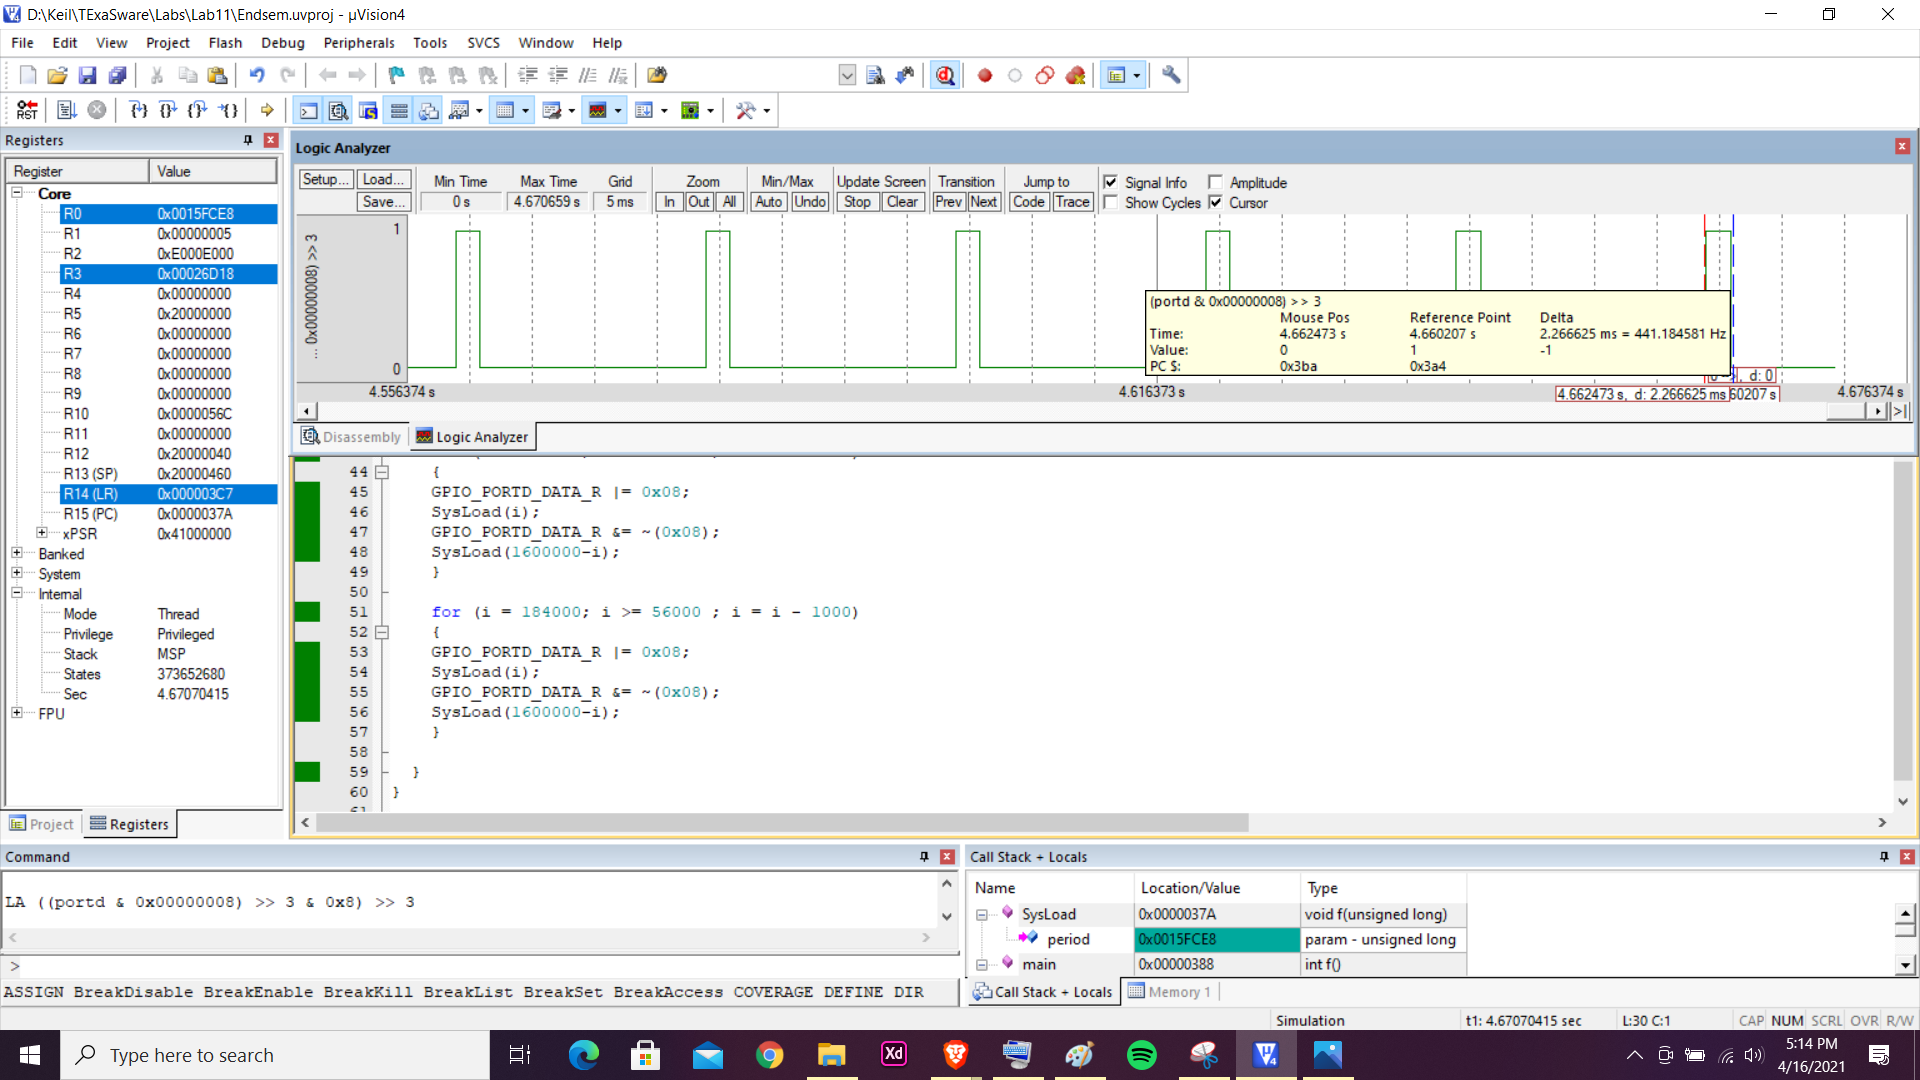 D:\Keil\TExaSware\Labs\Lab11\Endsem.uvproj - µVision4
File Edit View Project Flash Debug Peripherals Tools SVCS Window Help
Registers
Register Value
Core
R0 0x0015FCE8
R1 0x00000005
R2 0xE000E000
R3 0x00026D18
R4 0x00000000
R5 0x20000000
R6 0x00000000
R7 0x00000000
R8 0x00000000
R9 0x00000000
R10 0x0000056C
R11 0x00000000
R12 0x20000040
R13 (SP) 0x20000460
R14 (LR) 0x000003C7
R15 (PC) 0x0000037A
xPSR 0x41000000
Banked
System
Internal
Mode Thread
Privilege Privileged
Stack MSP
States 373652680
Sec 4.67070415
FPU
Project Registers
Logic Analyzer
Setup... Load... Min Time Max Time Grid Zoom Min/Max Update Screen Transition Jump to Signal Info Amplitude
Save... 0 s 4.670659 s 5 ms In Out All Auto Undo Stop Clear Prev Next Code Trace Show Cycles Cursor
... 0x00000008) >> 3
1
0
(portd & 0x00000008) >> 3
Mouse Pos Reference Point Delta
Time: 4.662473 s 4.660207 s 2.266625 ms = 441.184581 Hz
Value: 0 1 -1
PC $: 0x3ba 0x3a4
d: 0
4.556374 s 4.616373 s 4.662473 s, d: 2.266625 ms 60207 s 4.676374 s
Disassembly Logic Analyzer
44 {
45 GPIO_PORTD_DATA_R |= 0x08;
46 SysLoad(i);
47 GPIO_PORTD_DATA_R &= ~(0x08);
48 SysLoad(1600000-i);
49 }
50
51 for (i = 184000; i >= 56000 ; i = i - 1000)
52 {
53 GPIO_PORTD_DATA_R |= 0x08;
54 SysLoad(i);
55 GPIO_PORTD_DATA_R &= ~(0x08);
56 SysLoad(1600000-i);
57 }
58
59 }
60 }
Command
LA ((portd & 0x00000008) >> 3 & 0x8) >> 3
>
ASSIGN BreakDisable BreakEnable BreakKill BreakList BreakSet BreakAccess COVERAGE DEFINE DIR
Call Stack + Locals
Name Location/Value Type
SysLoad 0x0000037A void f(unsigned long)
period 0x0015FCE8 param - unsigned long
main 0x00000388 int f()
Call Stack + Locals Memory 1
Simulation t1: 4.67070415 sec L:30 C:1 CAP NUM SCRL OVR R/W
Type here to search
5:14 PM
4/16/2021